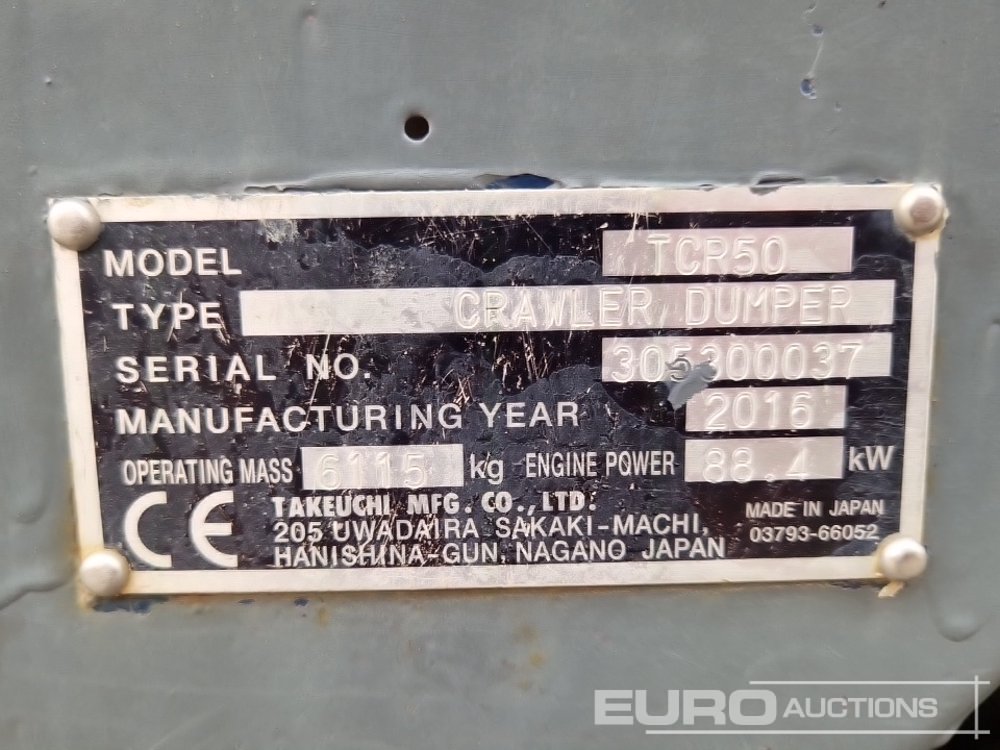 MODEL TCR50
TYPE CRAWLER DUMPER
SERIAL NO. 305300037
MANUFACTURING YEAR 2016
OPERATING MASS 6115 kg ENGINE POWER 88.4 kW
CE TAKEUCHI MFG. CO., LTD.
205 UWADAIRA SAKAKI-MACHI,
HANISHINA-GUN, NAGANO JAPAN
MADE IN JAPAN
03793-66052
EURO AUCTIONS